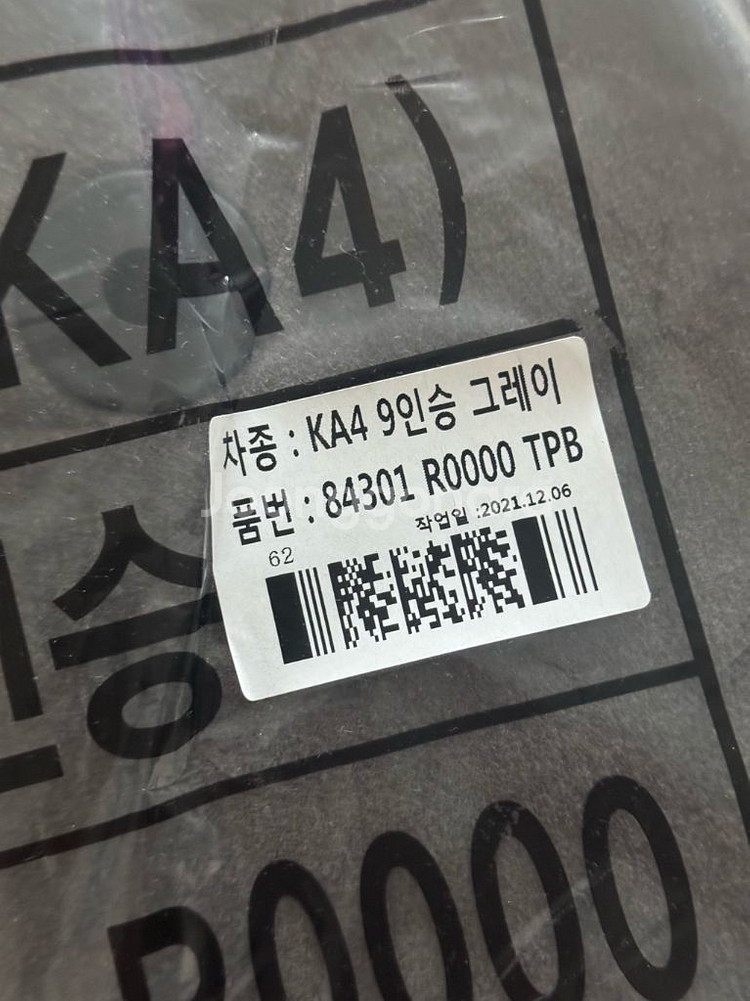 KA4)
차종 : KA4 9인승 그레이
품번 : 84301 R0000 TPB
작업일 :2021.12.06
62
인승
R0000